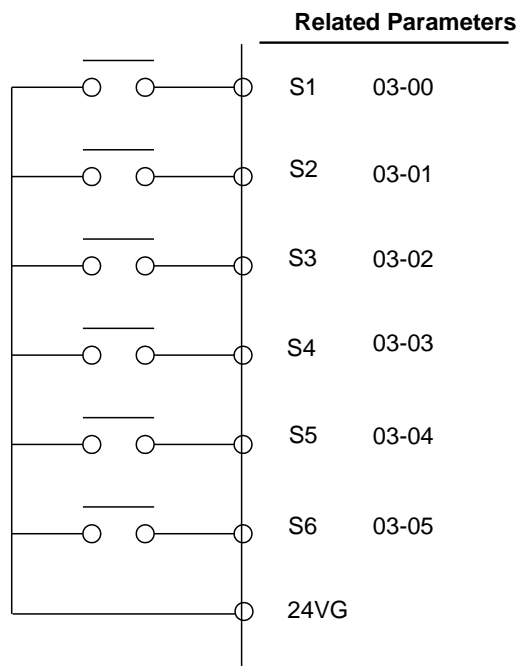 Related Parameters
S1 03-00
S2 03-01
S3 03-02
S4 03-03
S5 03-04
S6 03-05
24VG